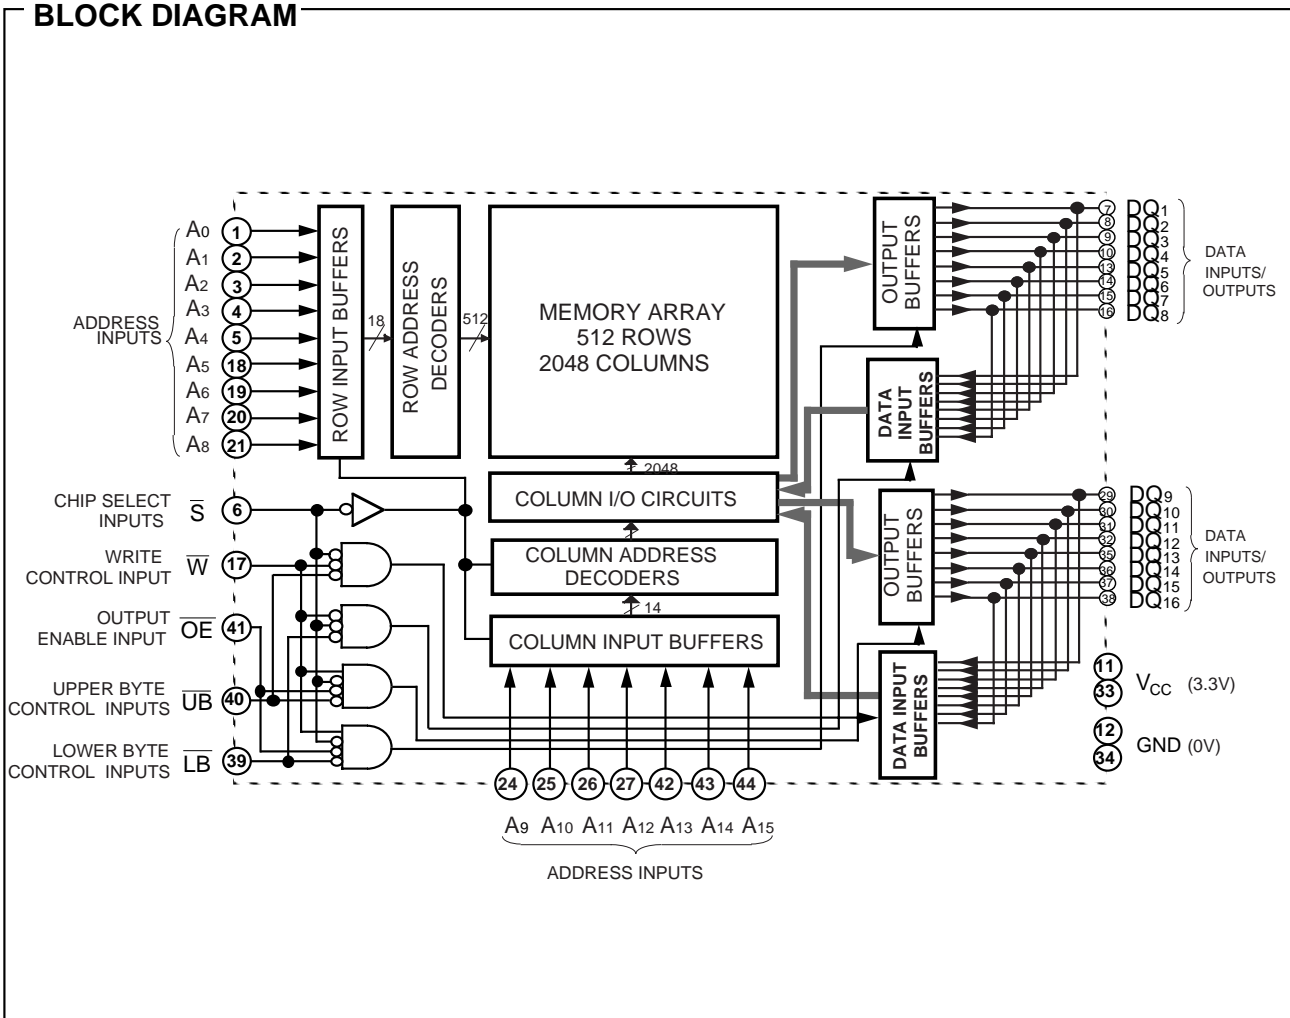 BLOCK DIAGRAM
A0 1
A1 2
A2 3
A3 4
A4 5
A5 18
A6 19
A7 20
A8 21
ADDRESS
INPUTS
ROW INPUT BUFFERS
18
ROW ADDRESS
DECODERS
512
MEMORY ARRAY
512 ROWS
2048 COLUMNS
2048
COLUMN I/O CIRCUITS
COLUMN ADDRESS
DECODERS
14
COLUMN INPUT BUFFERS
OUTPUT
BUFFERS
DATA
INPUT
BUFFERS
OUTPUT
BUFFERS
DATA INPUT
BUFFERS
7 DQ1
8 DQ2
9 DQ3
10 DQ4
13 DQ5
14 DQ6
15 DQ7
16 DQ8
DATA
INPUTS/
OUTPUTS
29 DQ9
30 DQ10
31 DQ11
32 DQ12
35 DQ13
36 DQ14
37 DQ15
38 DQ16
DATA
INPUTS/
OUTPUTS
CHIP SELECT
INPUTS
S̅ 6
WRITE
CONTROL INPUT
W̅ 17
OUTPUT
ENABLE INPUT
O̅E̅ 41
UPPER BYTE
CONTROL INPUTS
U̅B̅ 40
LOWER BYTE
CONTROL INPUTS
L̅B̅ 39
11
33
VCC (3.3V)
12
34
GND (0V)
24 25 26 27 42 43 44
A9 A10 A11 A12 A13 A14 A15
ADDRESS INPUTS